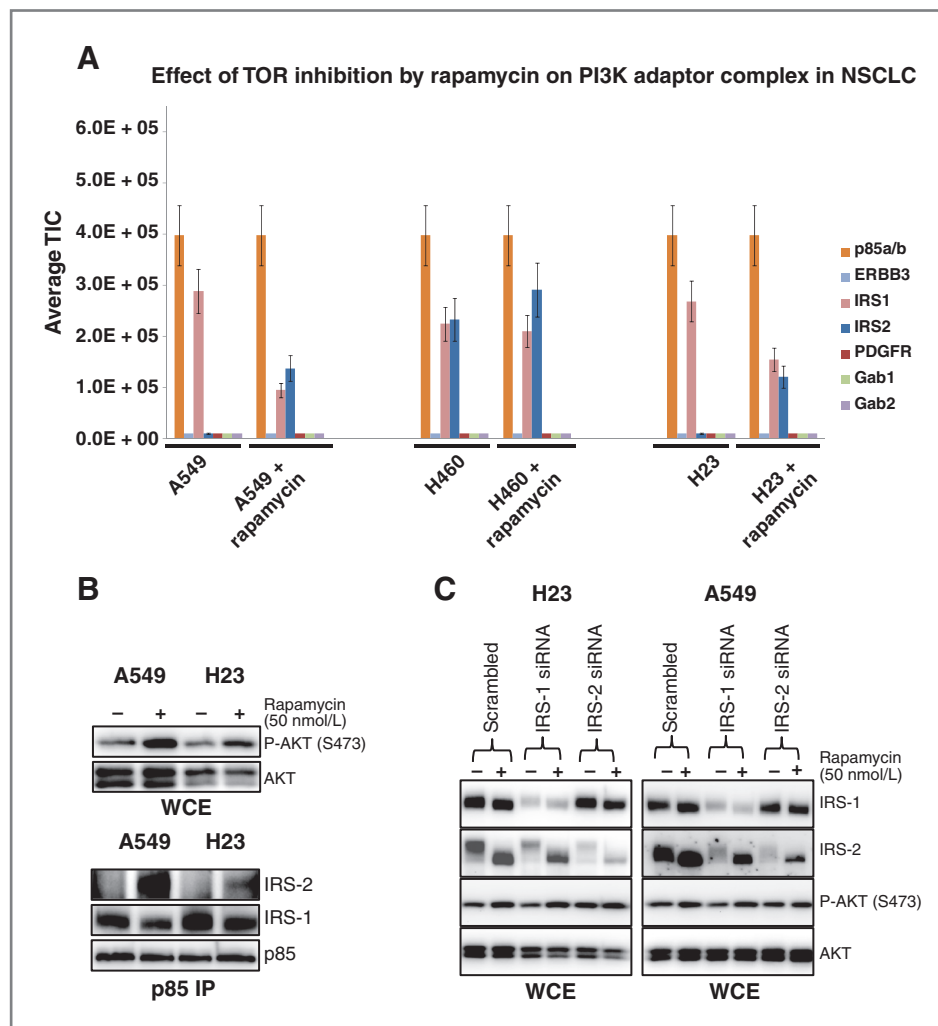 A
Effect of TOR inhibition by rapamycin on PI3K adaptor complex in NSCLC
Average TIC
6.0E + 05
5.0E + 05
4.0E + 05
3.0E + 05
2.0E + 05
1.0E + 05
0.0E + 00
A549
A549 +
rapamycin
H460
H460 +
rapamycin
H23
H23 +
rapamycin
p85a/b
ERBB3
IRS1
IRS2
PDGFR
Gab1
Gab2
B
A549 H23
− + − + Rapamycin
(50 nmol/L)
P-AKT (S473)
AKT
WCE
A549 H23
IRS-2
IRS-1
p85
p85 IP
C
H23 A549
Scrambled
IRS-1 siRNA
IRS-2 siRNA
Scrambled
IRS-1 siRNA
IRS-2 siRNA
− + − + − + − + − + − + Rapamycin
(50 nmol/L)
IRS-1
IRS-2
P-AKT (S473)
AKT
WCE WCE